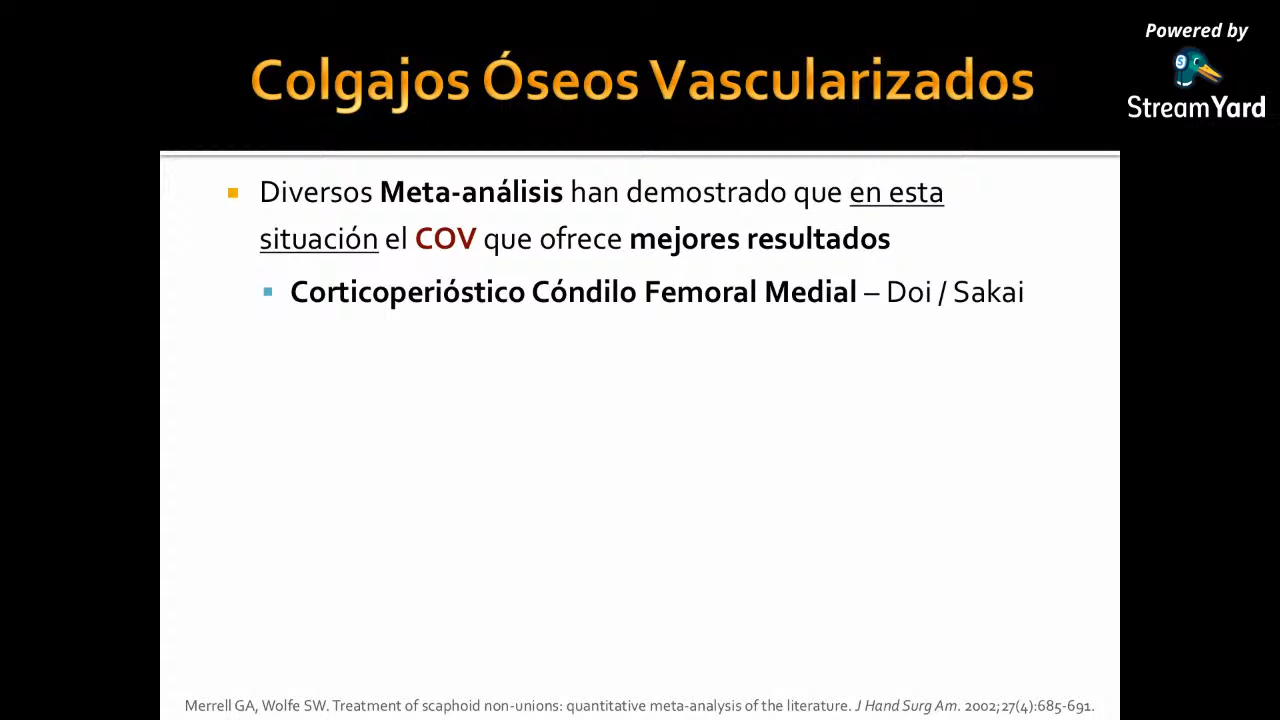 Powered by
StreamYard
Colgajos Óseos Vascularizados
Diversos Meta-análisis han demostrado que en esta
situación el COV que ofrece mejores resultados
Corticoperióstico Cóndilo Femoral Medial – Doi / Sakai
Merrell GA, Wolfe SW. Treatment of scaphoid non-unions: quantitative meta-analysis of the literature. J Hand Surg Am. 2002;27(4):685-691.